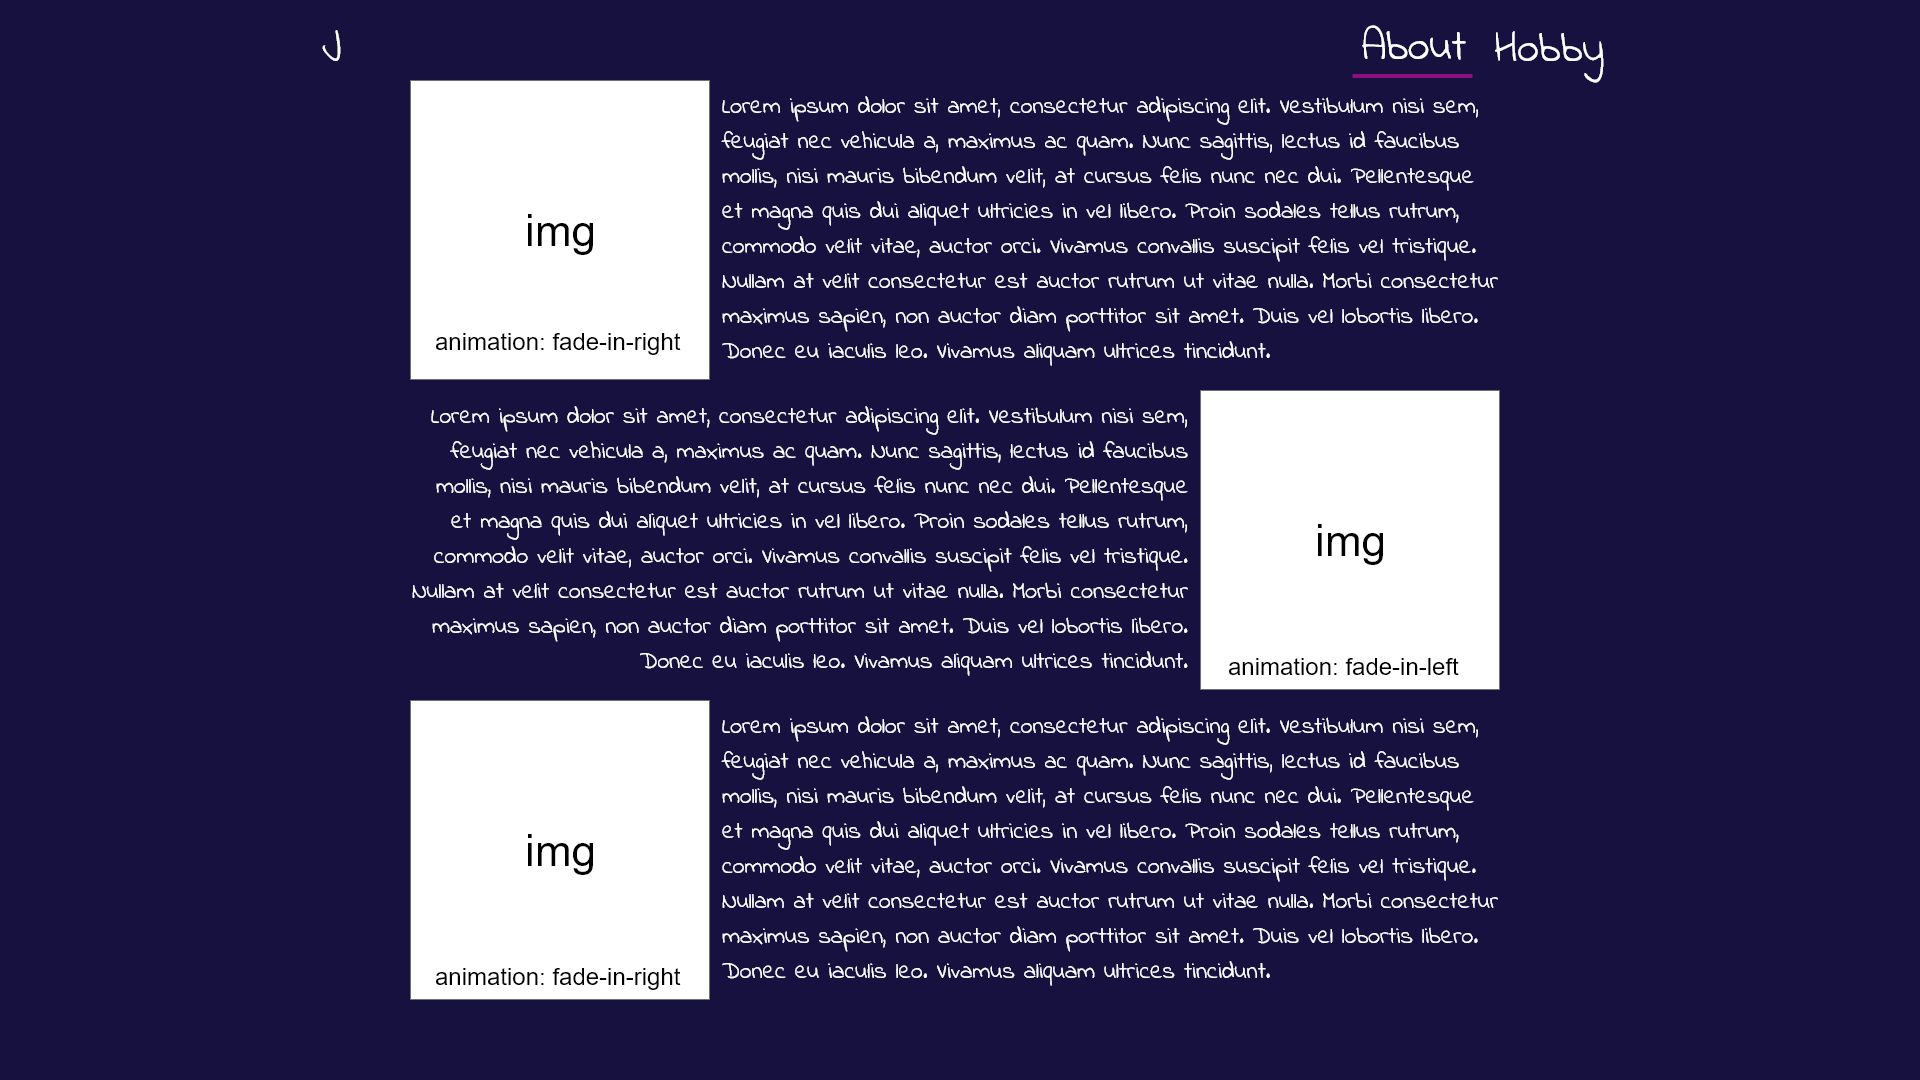 J
About Hobby
Lorem ipsum dolor sit amet, consectetur adipiscing elit. Vestibulum nisi sem,
feugiat nec vehicula a, maximus ac quam. Nunc sagittis, lectus id faucibus
mollis, nisi mauris bibendum velit, at cursus felis nunc nec dui. Pellentesque
et magna quis dui aliquet ultricies in vel libero. Proin sodales tellus rutrum,
commodo velit vitae, auctor orci. Vivamus convallis suscipit felis vel tristique.
Nullam at velit consectetur est auctor rutrum ut vitae nulla. Morbi consectetur
maximus sapien, non auctor diam porttitor sit amet. Duis vel lobortis libero.
Donec eu iaculis leo. Vivamus aliquam ultrices tincidunt.
img
animation: fade-in-right
Lorem ipsum dolor sit amet, consectetur adipiscing elit. Vestibulum nisi sem,
feugiat nec vehicula a, maximus ac quam. Nunc sagittis, lectus id faucibus
mollis, nisi mauris bibendum velit, at cursus felis nunc nec dui. Pellentesque
et magna quis dui aliquet ultricies in vel libero. Proin sodales tellus rutrum,
commodo velit vitae, auctor orci. Vivamus convallis suscipit felis vel tristique.
Nullam at velit consectetur est auctor rutrum ut vitae nulla. Morbi consectetur
maximus sapien, non auctor diam porttitor sit amet. Duis vel lobortis libero.
Donec eu iaculis leo. Vivamus aliquam ultrices tincidunt.
img
animation: fade-in-left
img
animation: fade-in-right
Lorem ipsum dolor sit amet, consectetur adipiscing elit. Vestibulum nisi sem,
feugiat nec vehicula a, maximus ac quam. Nunc sagittis, lectus id faucibus
mollis, nisi mauris bibendum velit, at cursus felis nunc nec dui. Pellentesque
et magna quis dui aliquet ultricies in vel libero. Proin sodales tellus rutrum,
commodo velit vitae, auctor orci. Vivamus convallis suscipit felis vel tristique.
Nullam at velit consectetur est auctor rutrum ut vitae nulla. Morbi consectetur
maximus sapien, non auctor diam porttitor sit amet. Duis vel lobortis libero.
Donec eu iaculis leo. Vivamus aliquam ultrices tincidunt.